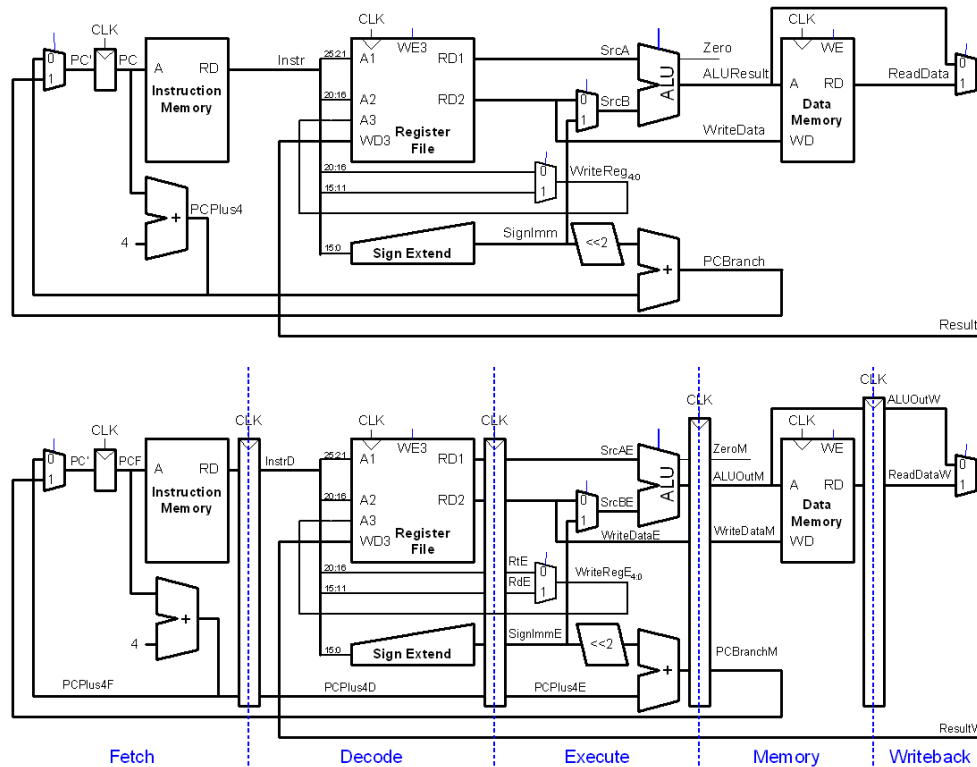 CLK CLK CLK
0 1 PC' PC A RD Instr 25:21 A1 WE3 RD1 SrcA Zero WE 0 1
Instruction Memory 20:16 A2 RD2 0 1 SrcB ALU ALUResult A RD ReadData
A3 Data Memory
WD3 Register File WriteData WD
20:16 0 WriteReg4:0
15:11 1
PCPlus4
4 + SignImm <<2
15:0 Sign Extend + PCBranch
Result
CLK CLK CLK CLK
CLK CLK CLK ALUOutW
0 1 PC' PCF A RD InstrD 25:21 A1 WE3 RD1 SrcAE ZeroM WE 0 1
Instruction Memory 20:16 A2 RD2 0 1 SrcBE ALU ALUOutM A RD ReadDataW
A3 Data Memory
WD3 Register File WriteDataE WriteDataM WD
20:16 RtE 0 WriteRegE4:0
15:11 RdE 1
4 + SignImmE <<2
15:0 Sign Extend + PCBranchM
PCPlus4F PCPlus4D PCPlus4E
ResultW
Fetch Decode Execute Memory Writeback